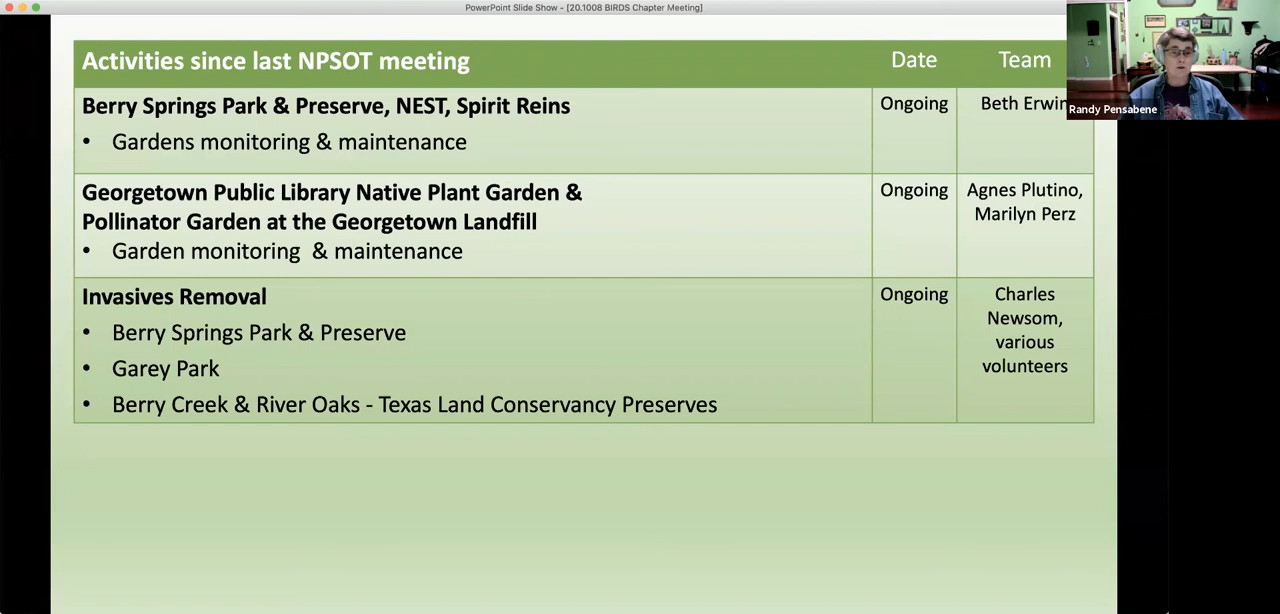 PowerPoint Slide Show - [20.1008 BIRDS Chapter Meeting]
Activities since last NPSOT meeting
Date
Team
Berry Springs Park & Preserve, NEST, Spirit Reins
• Gardens monitoring & maintenance
Ongoing
Beth Erwin
Randy Pensabene
Georgetown Public Library Native Plant Garden &
Pollinator Garden at the Georgetown Landfill
• Garden monitoring & maintenance
Ongoing
Agnes Plutino,
Marilyn Perz
Invasives Removal
• Berry Springs Park & Preserve
• Garey Park
• Berry Creek & River Oaks - Texas Land Conservancy Preserves
Ongoing
Charles
Newsom,
various
volunteers